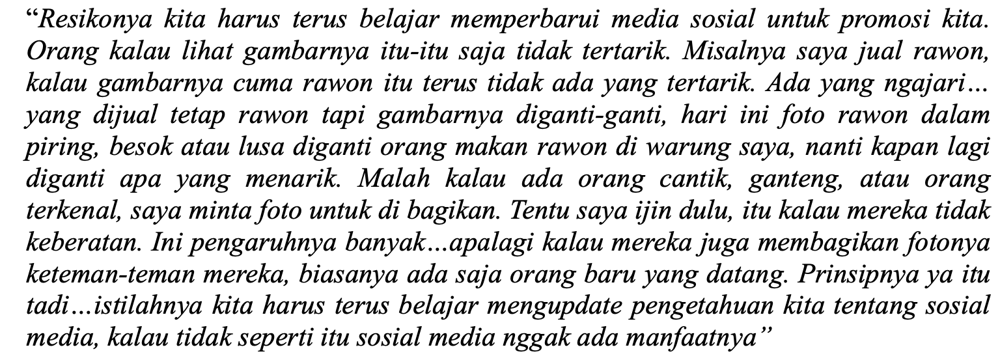 “Resikonya kita harus terus belajar memperbarui media sosial untuk promosi kita.
Orang kalau lihat gambarnya itu-itu saja tidak tertarik. Misalnya saya jual rawon,
kalau gambarnya cuma rawon itu terus tidak ada yang tertarik. Ada yang ngajari…
yang dijual tetap rawon tapi gambarnya diganti-ganti, hari ini foto rawon dalam
piring, besok atau lusa diganti orang makan rawon di warung saya, nanti kapan lagi
diganti apa yang menarik. Malah kalau ada orang cantik, ganteng, atau orang
terkenal, saya minta foto untuk di bagikan. Tentu saya ijin dulu, itu kalau mereka tidak
keberatan. Ini pengaruhnya banyak…apalagi kalau mereka juga membagikan fotonya
keteman-teman mereka, biasanya ada saja orang baru yang datang. Prinsipnya ya itu
tadi…istilahnya kita harus terus belajar mengupdate pengetahuan kita tentang sosial
media, kalau tidak seperti itu sosial media nggak ada manfaatnya”